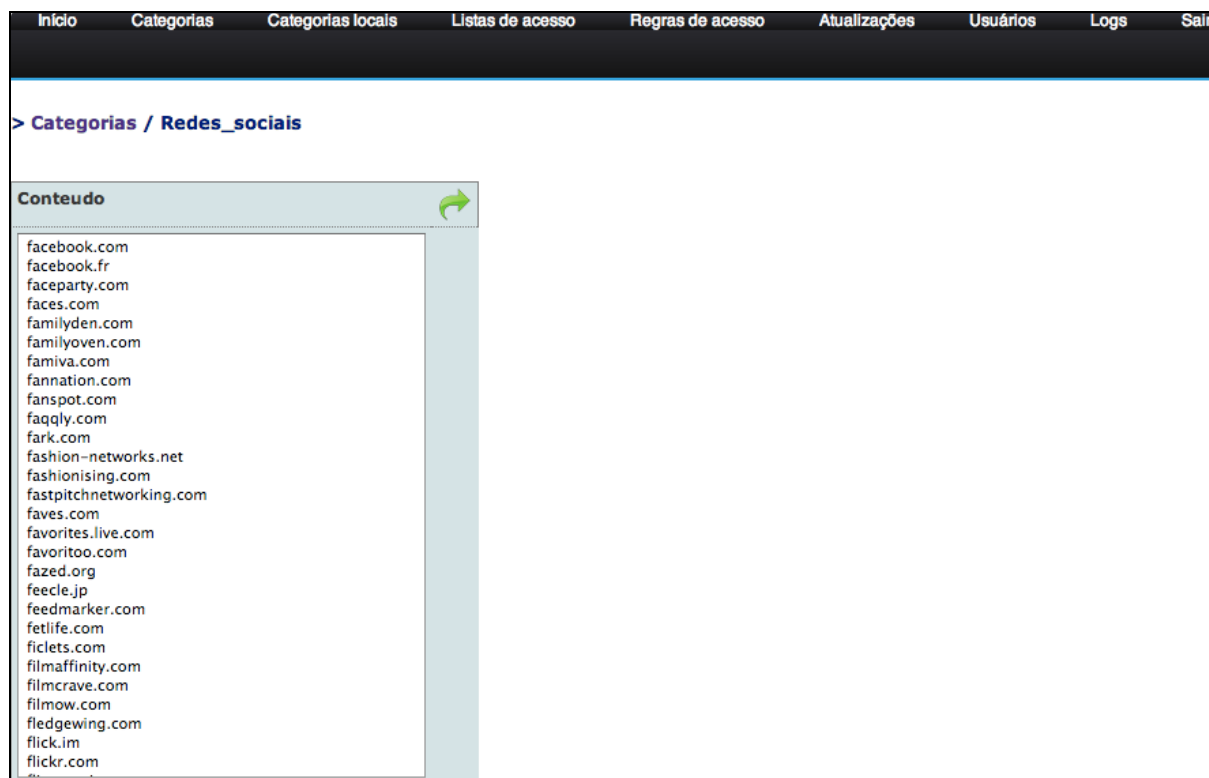 Início Categorias Categorias locais Listas de acesso Regras de acesso Atualizações Usuários Logs Sair
> Categorias / Redes_sociais
Conteudo
facebook.com
facebook.fr
faceparty.com
faces.com
familyden.com
familyoven.com
famiva.com
fannation.com
fanspot.com
faqqly.com
fark.com
fashion-networks.net
fashionising.com
fastpitchnetworking.com
faves.com
favorites.live.com
favoritoo.com
fazed.org
feecle.jp
feedmarker.com
fetlife.com
ficlets.com
filmaffinity.com
filmcrave.com
filmow.com
fledgewing.com
flick.im
flickr.com